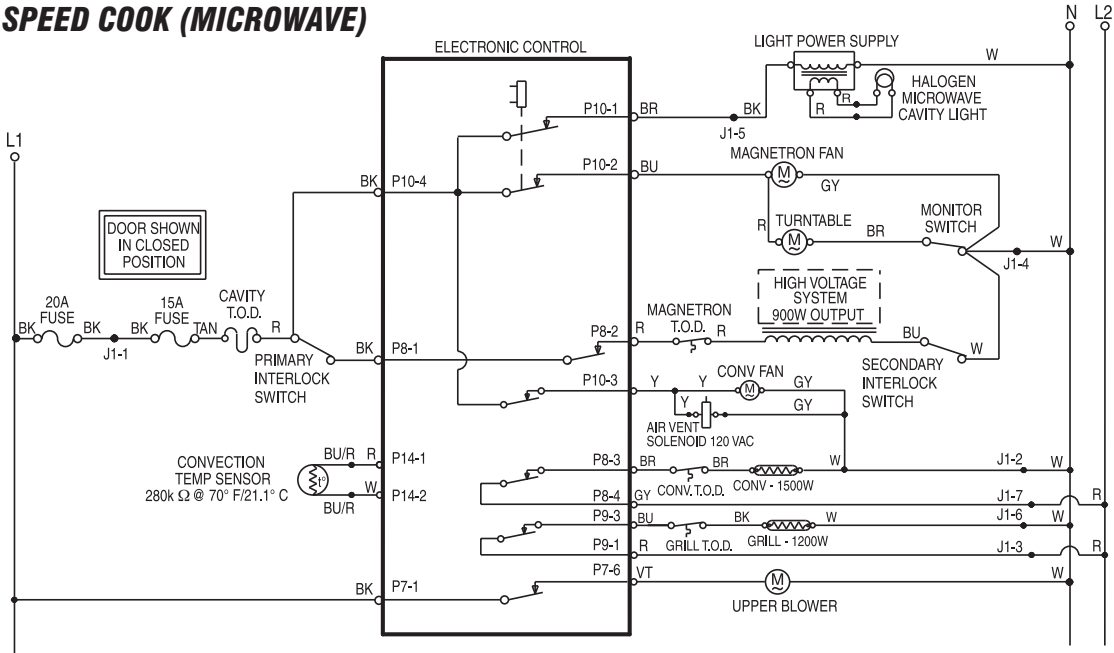 SPEED COOK (MICROWAVE)
N L2
ELECTRONIC CONTROL
LIGHT POWER SUPPLY
W
HALOGEN
MICROWAVE
CAVITY LIGHT
R R
P10-1 BR BK
J1-5
L1
MAGNETRON FAN
P10-2 BU
GY
BK P10-4
M
R TURNTABLE
M
BR
MONITOR
SWITCH
W
J1-4
DOOR SHOWN
IN CLOSED
POSITION
HIGH VOLTAGE
SYSTEM
900W OUTPUT
20A
FUSE
15A
FUSE
CAVITY
T.O.D.
MAGNETRON
T.O.D.
BK BK BK TAN R
J1-1
P8-2 R R BU
W
BK P8-1
PRIMARY
INTERLOCK
SWITCH
SECONDARY
INTERLOCK
SWITCH
CONV FAN
P10-3 Y Y M GY
Y GY
AIR VENT
SOLENOID 120 VAC
CONVECTION
TEMP SENSOR
280k Ω @ 70° F/21.1° C
t°
BU/R R P14-1
W P14-2
BU/R
P8-3 BR BR W J1-2 W
CONV. T.O.D. CONV - 1500W
P8-4 GY J1-7 R
P9-3 BU BK W J1-6 W
GRILL T.O.D. GRILL - 1200W
P9-1 R J1-3 R
P7-6 VT W
M
BK P7-1
UPPER BLOWER